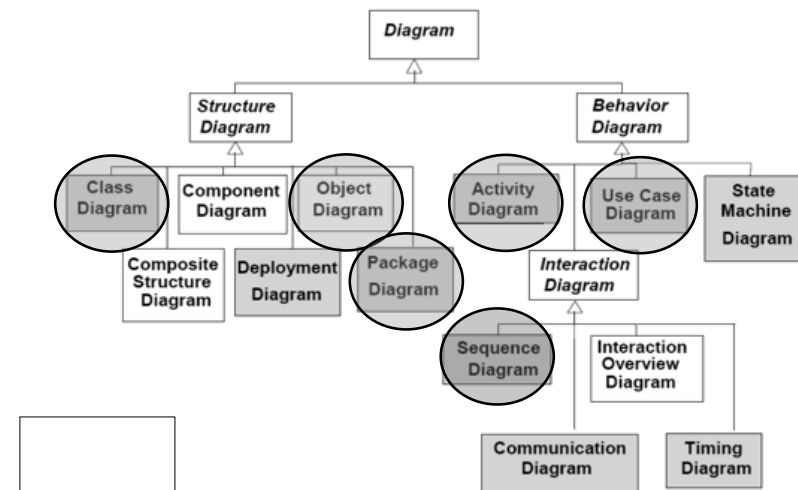 Diagram
Structure
Diagram
Behavior
Diagram
Class
Diagram
Component
Diagram
Object
Diagram
Activity
Diagram
Use Case
Diagram
State
Machine
Diagram
Composite
Structure
Diagram
Deployment
Diagram
Package
Diagram
Interaction
Diagram
Sequence
Diagram
Interaction
Overview
Diagram
Communication
Diagram
Timing
Diagram